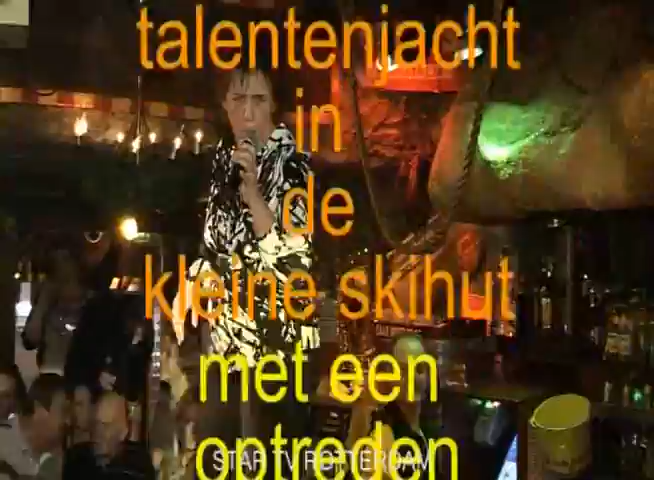 talentenjacht
in
de
kleine skihut
met een
optreden
STAR TV ROTTERDAM